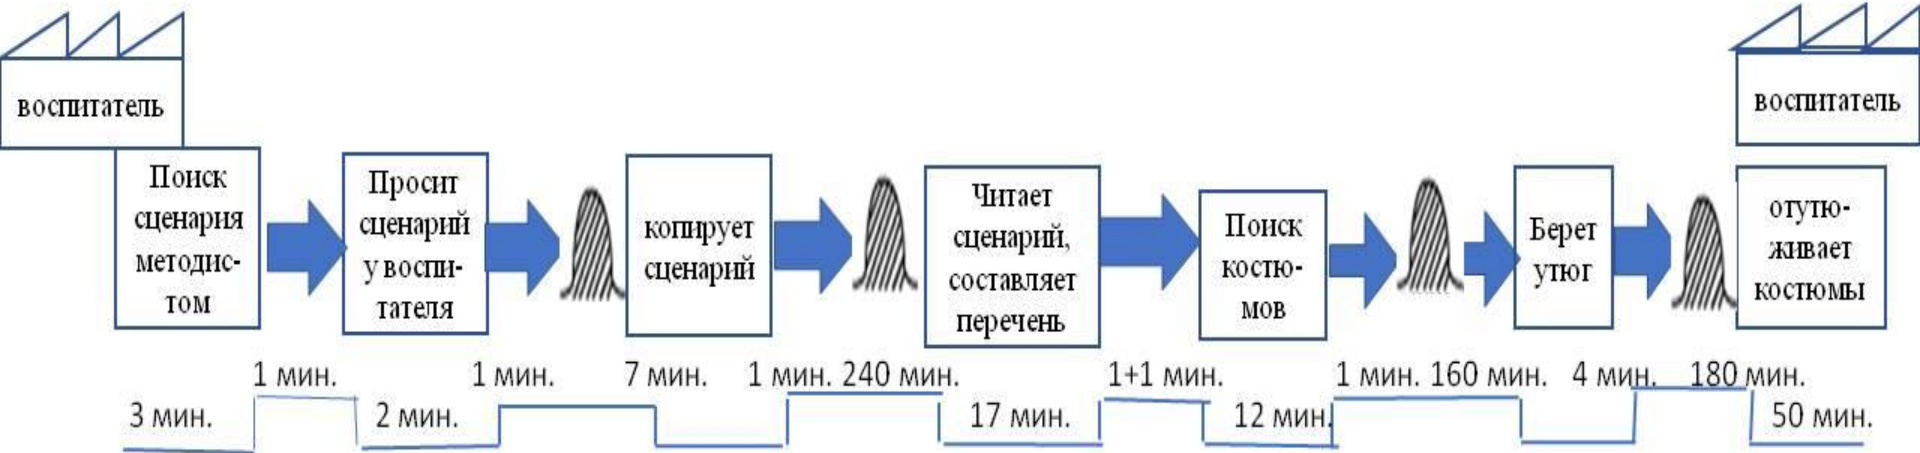 воспитатель
воспитатель
Поиск
сценария
методис-
том
Просит
сценарий
у воспи-
тателя
копирует
сценарий
Читает
сценарий,
составляет
перечень
Поиск
костю-
мов
Берет
утюг
отутю-
живает
костюмы
1 мин. 1 мин. 7 мин. 1 мин. 240 мин. 1+1 мин. 1 мин. 160 мин. 4 мин. 180 мин.
3 мин. 2 мин. 17 мин. 12 мин. 50 мин.